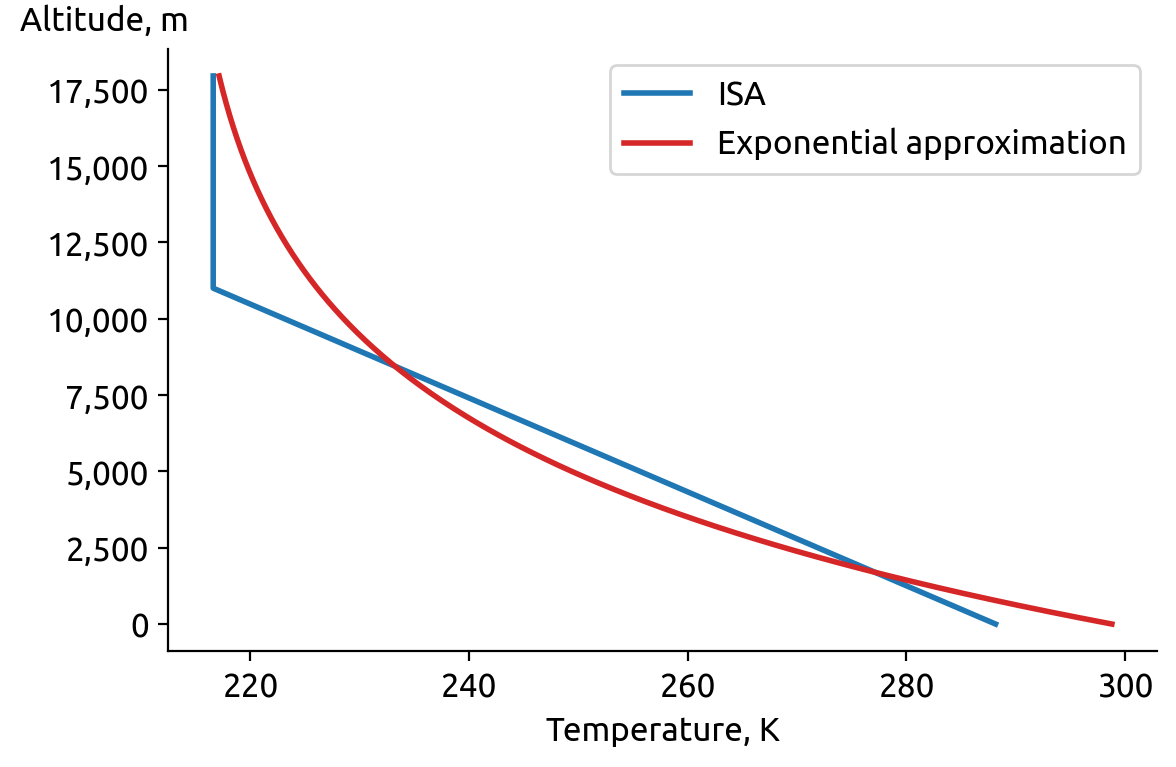 Altitude, m
ISA
Exponential approximation
17,500
15,000
12,500
10,000
7,500
5,000
2,500
0
220 240 260 280 300
Temperature, K